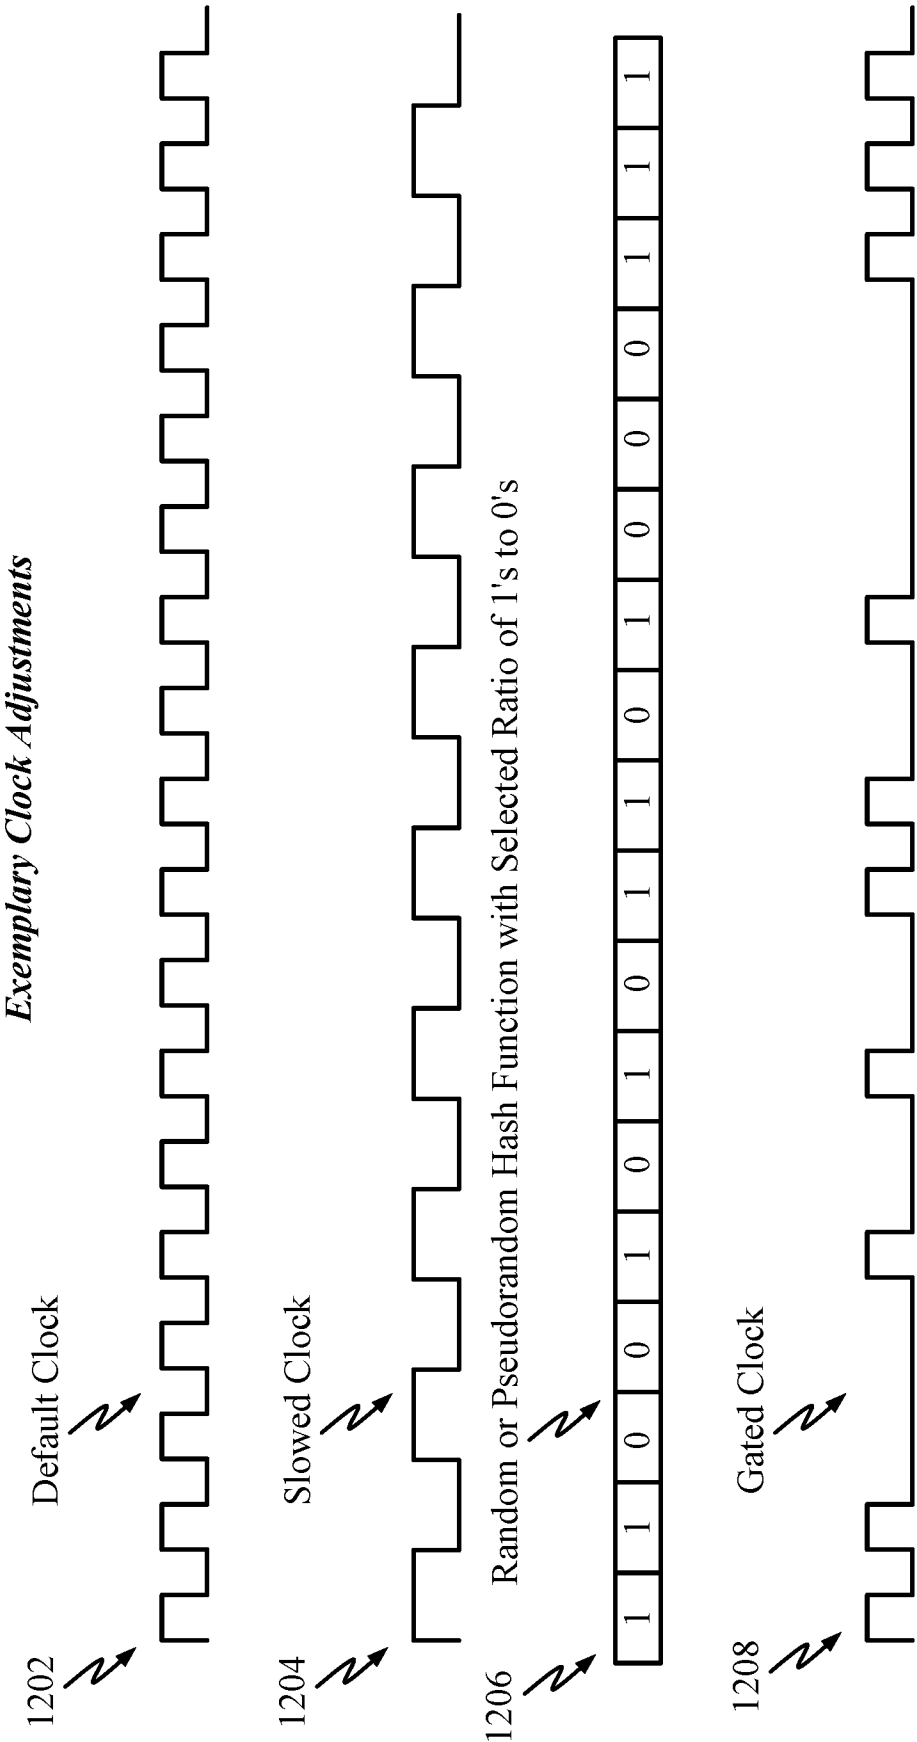 Exemplary Clock Adjustments
1202
Default Clock
1204
Slowed Clock
1206
Random or Pseudorandom Hash Function with Selected Ratio of 1's to 0's
1 1 0 0 1 0 1 0 1 1 0 1 0 0 0 1 1 1
1208
Gated Clock